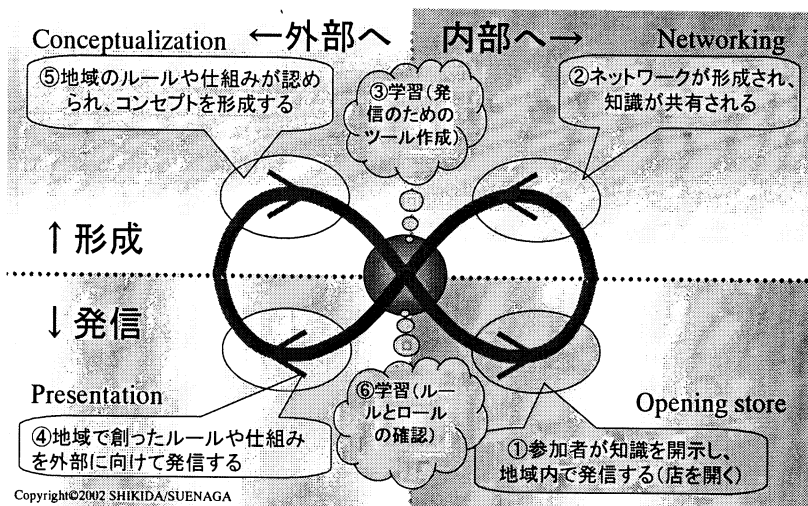 Conceptualization
←外部へ
内部へ→
Networking
⑤地域のルールや仕組みが認め
られ、コンセプトを形成する
③学習(発
信のための
ツール作成)
②ネットワークが形成され、
知識が共有される
↑形成
↓発信
Presentation
④地域で創ったルールや仕組み
を外部に向けて発信する
⑥学習(ルー
ルとロール
の確認)
Opening store
①参加者が知識を開示し、
地域内で発信する(店を開く)
Copyright©2002 SHIKIDA/SUENAGA